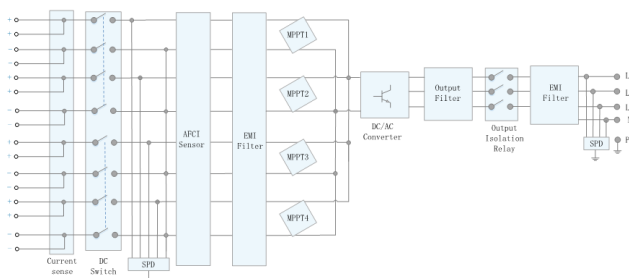 MPPT1
MPPT2
MPPT3
MPPT4
AFCI
Sensor
EMI
Filter
DC/AC
Converter
Output
Filter
Output
Isolation
Relay
EMI
Filter
L
L
SPD
Current
sense
DC
Switch
SPD